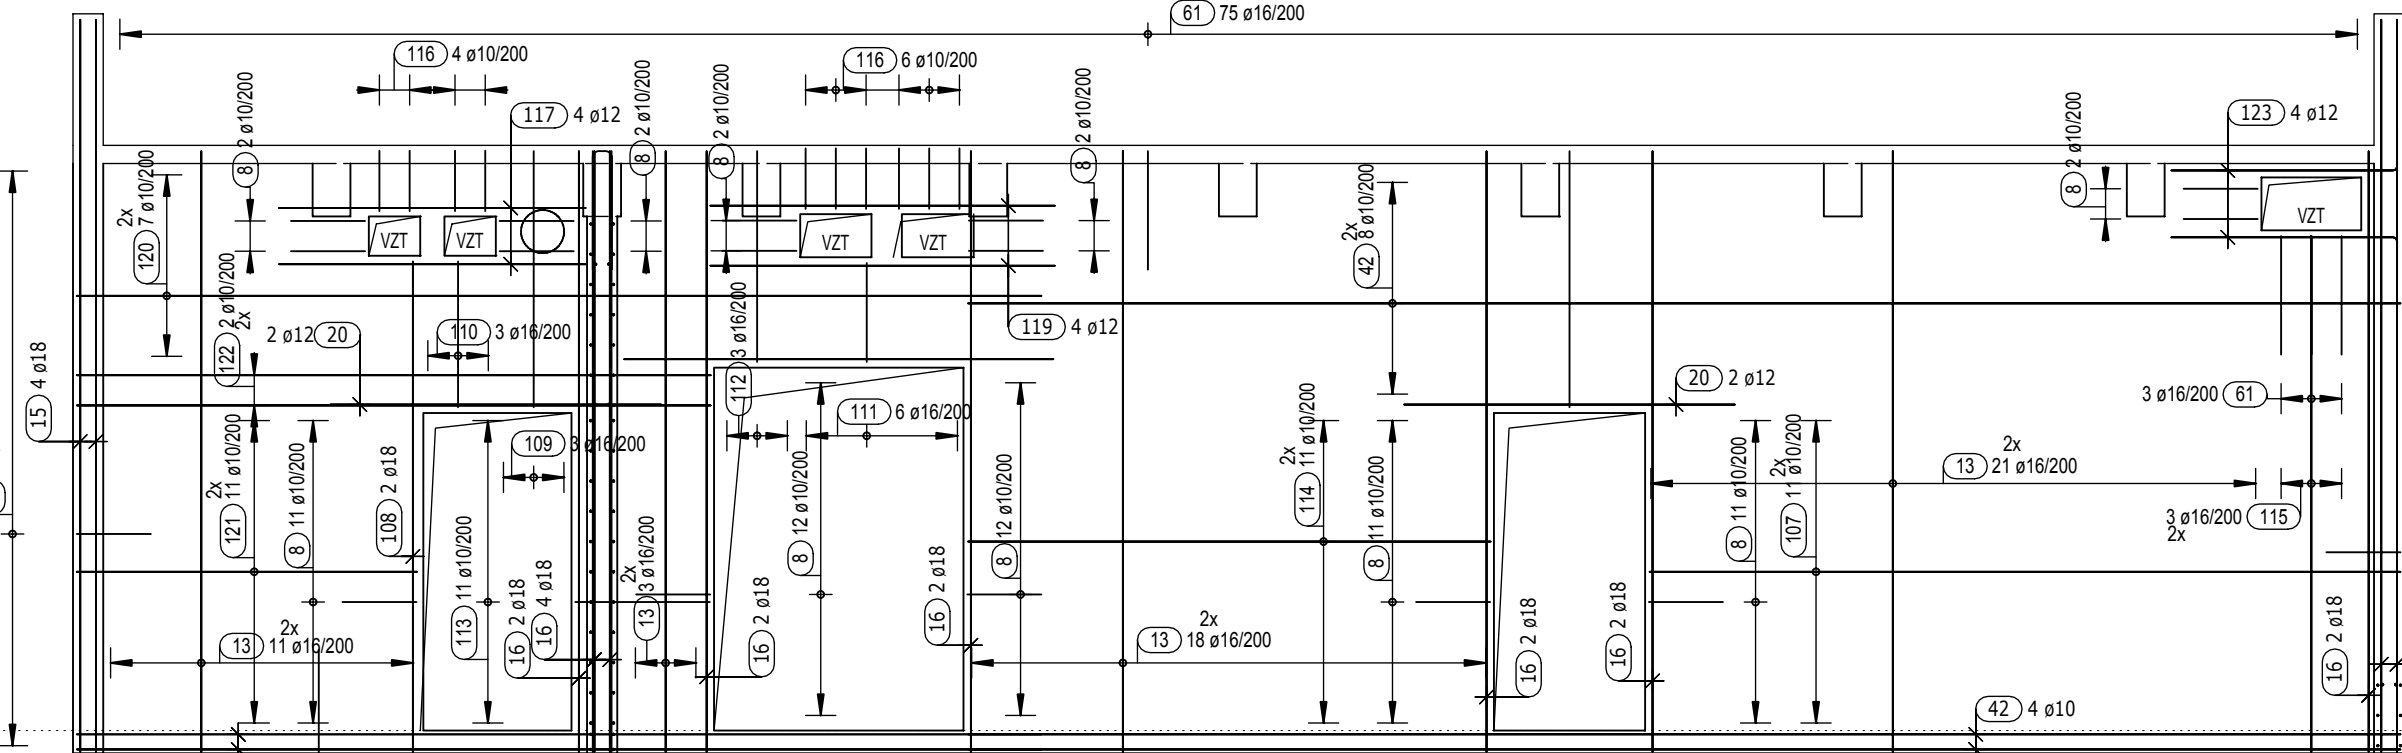 61 75 ø16/200
116 4 ø10/200
116 6 ø10/200
117 4 ø12
123 4 ø12
8 2 ø10/200
8 2 ø10/200
8 2 ø10/200
8 2 ø10/200
8 2 ø10/200
2x
120 7 ø10/200
VZT
VZT
VZT
VZT
VZT
2x
42 8 ø10/200
122 2 ø10/200
2x
2 ø12 20
110 3 ø16/200
112 3 ø16/200
119 4 ø12
15 4 ø18
20 2 ø12
3 ø16/200 61
111 6 ø16/200
109 3 ø16/200
2x
121 11 ø10/200
8 11 ø10/200
108 2 ø18
113 11 ø10/200
16 2 ø18
16 4 ø18
2x
13 3 ø16/200
16 2 ø18
8 12 ø10/200
16 2 ø18
8 12 ø10/200
2x
114 11 ø10/200
8 11 ø10/200
8 11 ø10/200
2x
107 11 ø10/200
2x
13 21 ø16/200
3 ø16/200 115
2x
2x
13 11 ø16/200
2x
13 18 ø16/200
16 2 ø18
16 2 ø18
16 2 ø18
42 4 ø10